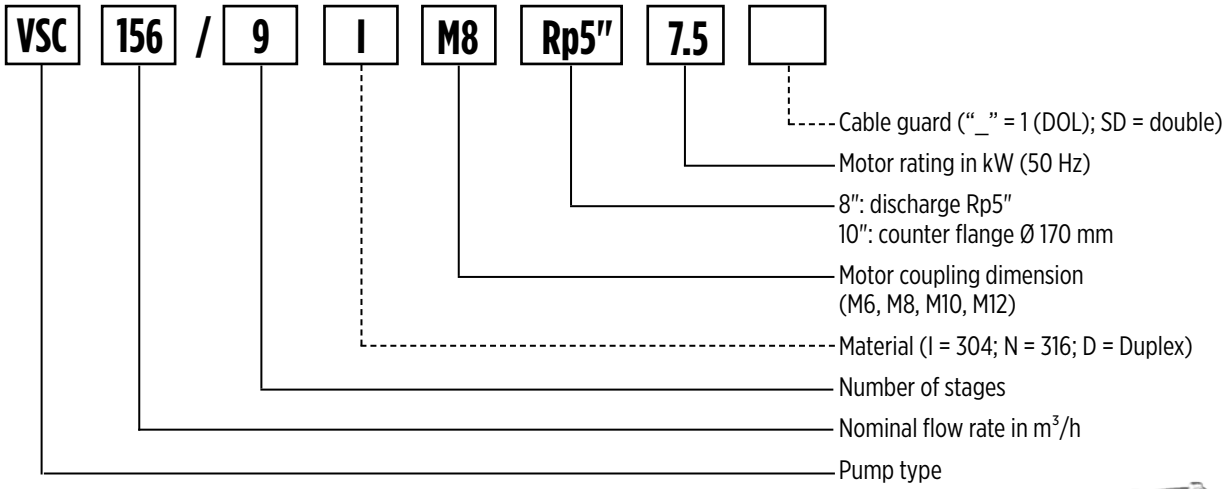 VSC 156 / 9 I M8 Rp5" 7.5
Cable guard (“_” = 1 (DOL); SD = double)
Motor rating in kW (50 Hz)
8": discharge Rp5"
10": counter flange Ø 170 mm
Motor coupling dimension
(M6, M8, M10, M12)
Material (I = 304; N = 316; D = Duplex)
Number of stages
Nominal flow rate in m³/h
Pump type